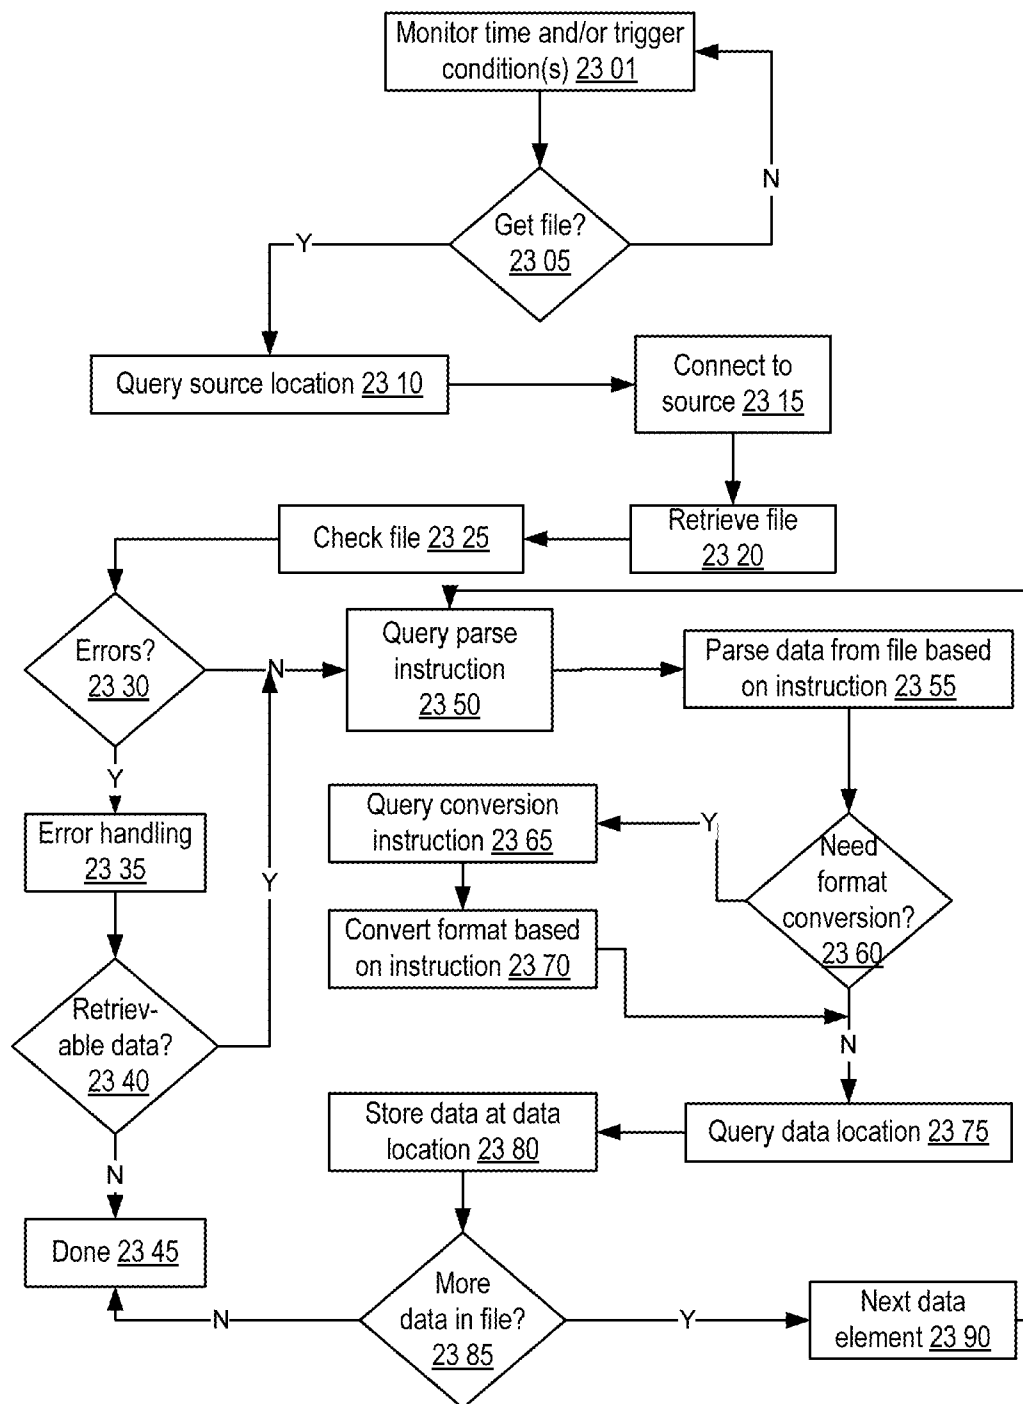 Monitor time and/or trigger
condition(s) 23 01
N
Get file?
23 05
Y
Query source location 23 10
Connect to
source 23 15
Check file 23 25
Retrieve file
23 20
Errors?
23 30
N
Query parse
instruction
23 50
Parse data from file based
on instruction 23 55
Y
Error handling
23 35
Y
Query conversion
instruction 23 65
Y
Need
format
conversion?
23 60
Convert format based
on instruction 23 70
Retriev-
able data?
23 40
N
Store data at data
location 23 80
Query data location 23 75
N
Done 23 45
More
data in file?
23 85
N
Y
Next data
element 23 90